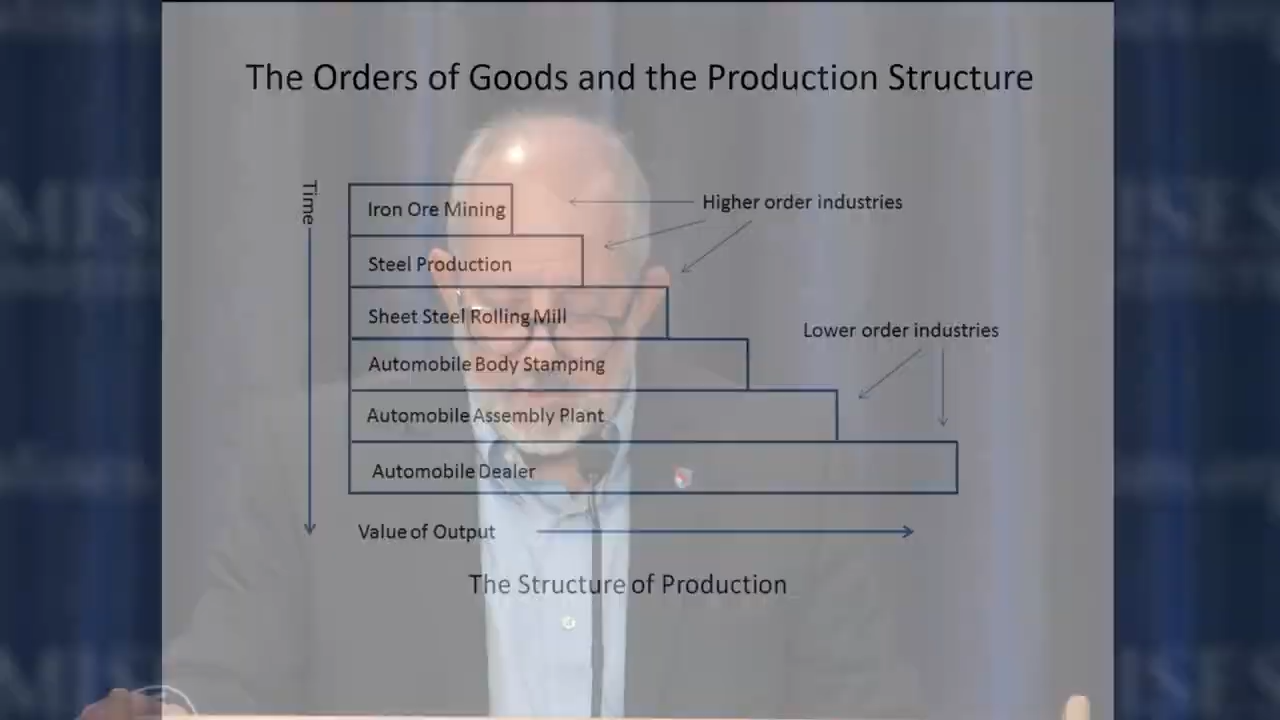 The Orders of Goods and the Production Structure
Time
Iron Ore Mining
Higher order industries
Steel Production
Sheet Steel Rolling Mill
Lower order industries
Automobile Body Stamping
Automobile Assembly Plant
Automobile Dealer
Value of Output
The Structure of Production